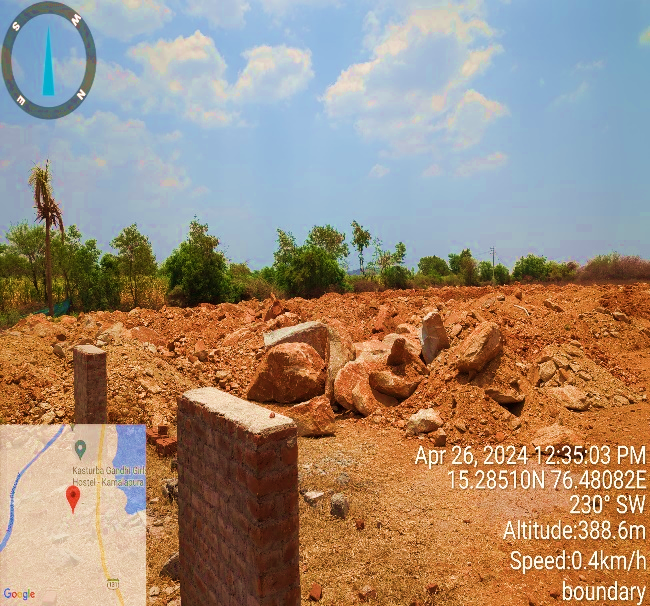 S
W
E
N
Kasturba Gandhi Girl
Hostel - Kamalapura
131
Google
Apr 26, 2024 12:35:03 PM
15.28510N 76.48082E
230° SW
Altitude:388.6m
Speed:0.4km/h
boundary